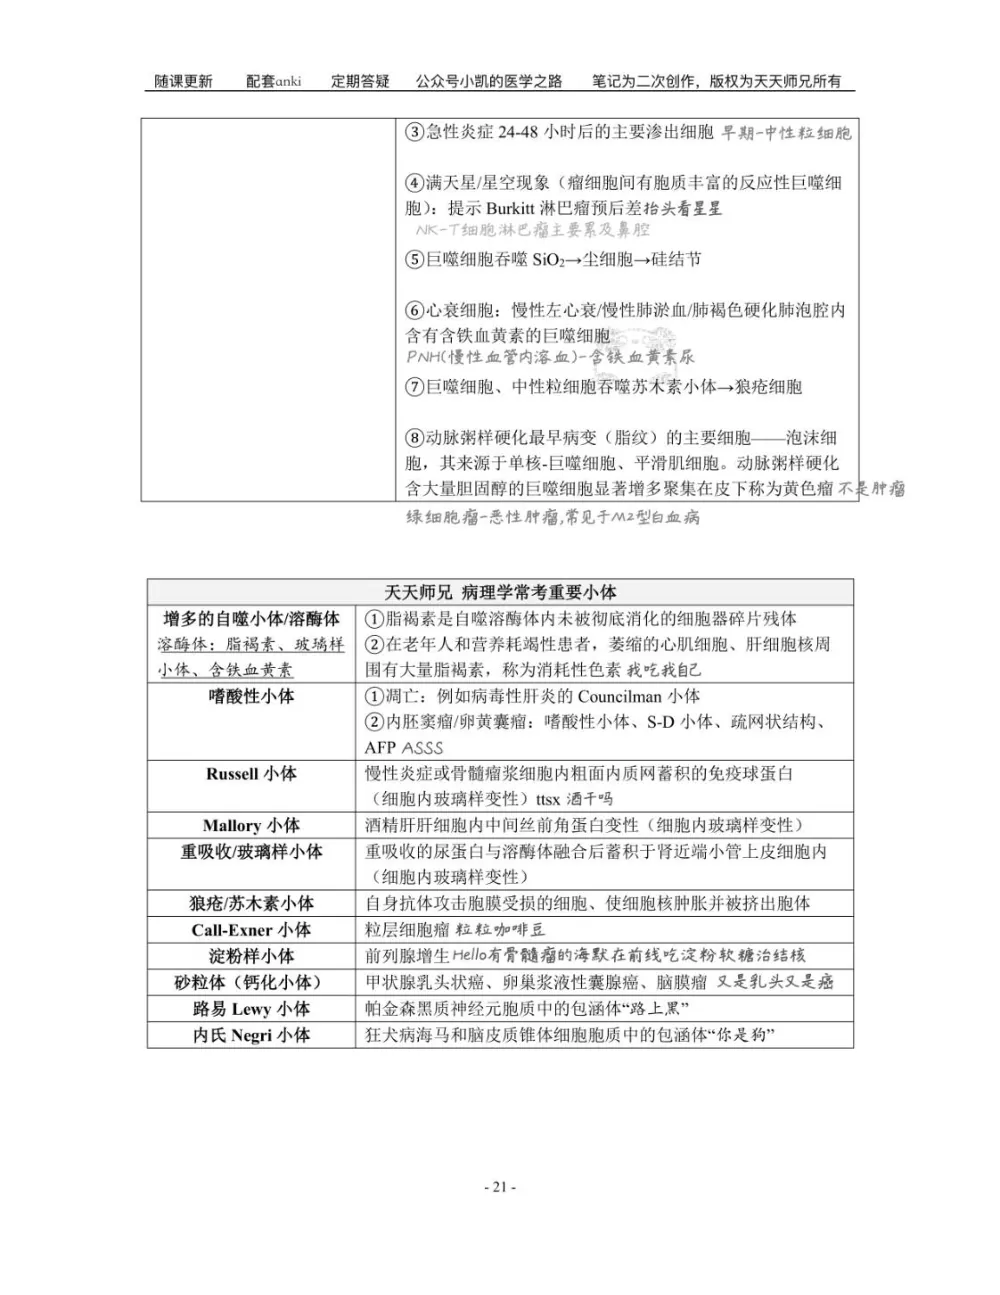 随课更新 配套anki 定期答疑 公众号小凯的医学之路 笔记为二次创作，版权为天天师兄所有
③急性炎症 24-48 小时后的主要渗出细胞 早期-中性粒细胞
④满天星/星空现象（瘤细胞间有胞质丰富的反应性巨噬细
胞）：提示 Burkitt 淋巴瘤预后差抬头看星星
NK-T细胞淋巴瘤主要累及鼻腔
⑤巨噬细胞吞噬 SiO₂→尘细胞→硅结节
⑥心衰细胞：慢性左心衰/慢性肺淤血/肺褐色硬化肺泡腔内
含有含铁血黄素的巨噬细胞
PNH(慢性血管内溶血)-含铁血黄素尿
⑦巨噬细胞、中性粒细胞吞噬苏木素小体→狼疮细胞
⑧动脉粥样硬化最早病变（脂纹）的主要细胞——泡沫细
胞，其来源于单核-巨噬细胞、平滑肌细胞。动脉粥样硬化
含大量胆固醇的巨噬细胞显著增多聚集在皮下称为黄色瘤 不是肿瘤
绿细胞瘤-恶性肿瘤,常见于M2型白血病
天天师兄 病理学常考重要小体
增多的自噬小体/溶酶体
溶酶体：脂褐素、玻璃样
小体、含铁血黄素
①脂褐素是自噬溶酶体内未被彻底消化的细胞器碎片残体
②在老年人和营养耗竭性患者，萎缩的心肌细胞、肝细胞核周
围有大量脂褐素，称为消耗性色素 我吃我自己
嗜酸性小体
①凋亡：例如病毒性肝炎的 Councilman 小体
②内胚窦瘤/卵黄囊瘤：嗜酸性小体、S-D 小体、疏网状结构、
AFP ASSS
Russell 小体
慢性炎症或骨髓瘤浆细胞内粗面内质网蓄积的免疫球蛋白
（细胞内玻璃样变性）ttsx 酒干吗
Mallory 小体
酒精肝肝细胞内中间丝前角蛋白变性（细胞内玻璃样变性）
重吸收/玻璃样小体
重吸收的尿蛋白与溶酶体融合后蓄积于肾近端小管上皮细胞内
（细胞内玻璃样变性）
狼疮/苏木素小体
自身抗体攻击胞膜受损的细胞、使细胞核肿胀并被挤出胞体
Call-Exner 小体
粒层细胞瘤 粒粒咖啡豆
淀粉样小体
前列腺增生Hello有骨髓瘤的海默在前线吃淀粉软糖治结核
砂粒体（钙化小体）
甲状腺乳头状癌、卵巢浆液性囊腺癌、脑膜瘤 又是乳头又是癌
路易 Lewy 小体
帕金森黑质神经元胞质中的包涵体“路上黑”
内氏 Negri 小体
狂犬病海马和脑皮质锥体细胞胞质中的包涵体“你是狗”
- 21 -